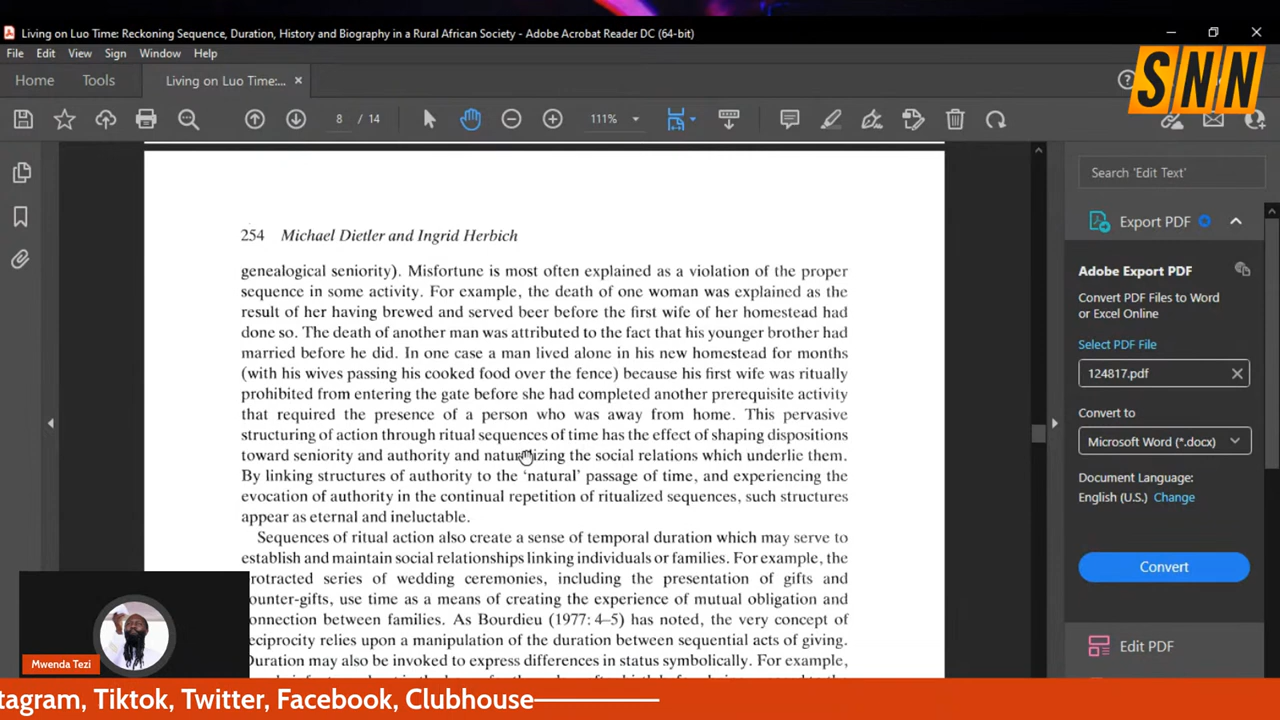 Living on Luo Time: Reckoning Sequence, Duration, History and Biography in a Rural African Society - Adobe Acrobat Reader DC (64-bit)
File Edit View Window Sign Help
Home Tools Living on Luo Time:... ×
SNN
8 / 14 111%
Search 'Edit Text'
254 Michael Dietler and Ingrid Herbich
genealogical seniority). Misfortune is most often explained as a violation of the proper
sequence in some activity. For example, the death of one woman was explained as the
result of her having brewed and served beer before the first wife of her homestead had
done so. The death of another man was attributed to the fact that his younger brother had
married before he did. In one case a man lived alone in his new homestead for months
(with his wives passing his cooked food over the fence) because his first wife was ritually
prohibited from entering the gate before she had completed another prerequisite activity
that required the presence of a person who was away from home. This pervasive
structuring of action through ritual sequences of time has the effect of shaping dispositions
toward seniority and authority and naturalizing the social relations which underlie them.
By linking structures of authority to the 'natural' passage of time, and experiencing the
evocation of authority in the continual repetition of ritualized sequences, such structures
appear as eternal and ineluctable.
Sequences of ritual action also create a sense of temporal duration which may serve to
establish and maintain social relationships linking individuals or families. For example, the
rotracted series of wedding ceremonies, including the presentation of gifts and
ounter-gifts, use time as a means of creating the experience of mutual obligation and
onnection between families. As Bourdieu (1977: 4–5) has noted, the very concept of
eciprocity relies upon a manipulation of the duration between sequential acts of giving.
Duration may also be invoked to express differences in status symbolically. For example,
Export PDF
Adobe Export PDF
Convert PDF Files to Word
or Excel Online
Select PDF File
124817.pdf
Convert to
Microsoft Word (*.docx)
Document Language:
English (U.S.) Change
Convert
Edit PDF
Mwenda Tezi
stagram, Tiktok, Twitter, Facebook, Clubhouse